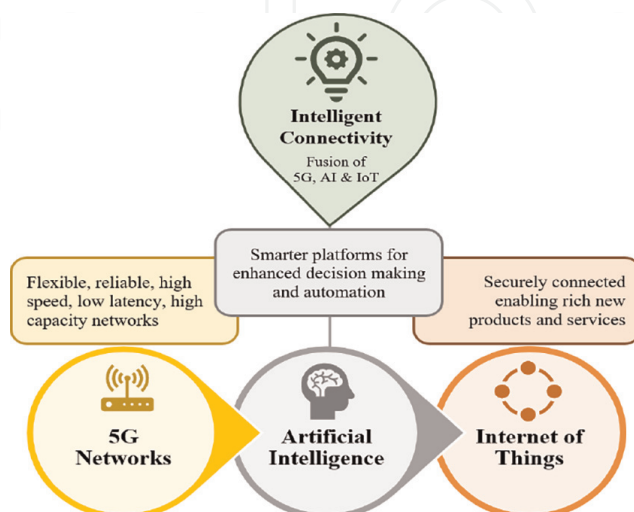 Intelligent
Connectivity
Fusion of
5G, AI & IoT
Smarter platforms for
enhanced decision making
and automation
Flexible, reliable, high
speed, low latency, high
capacity networks
Securely connected
enabling rich new
products and services
5G
Networks
Artificial
Intelligence
Internet of
Things